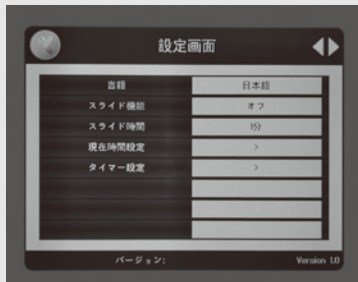 設定画面
言語 日本語
スライド機能 オフ
スライド時間 1分
現在時間設定 >
タイマー設定 >
バージョン: Version 1.0